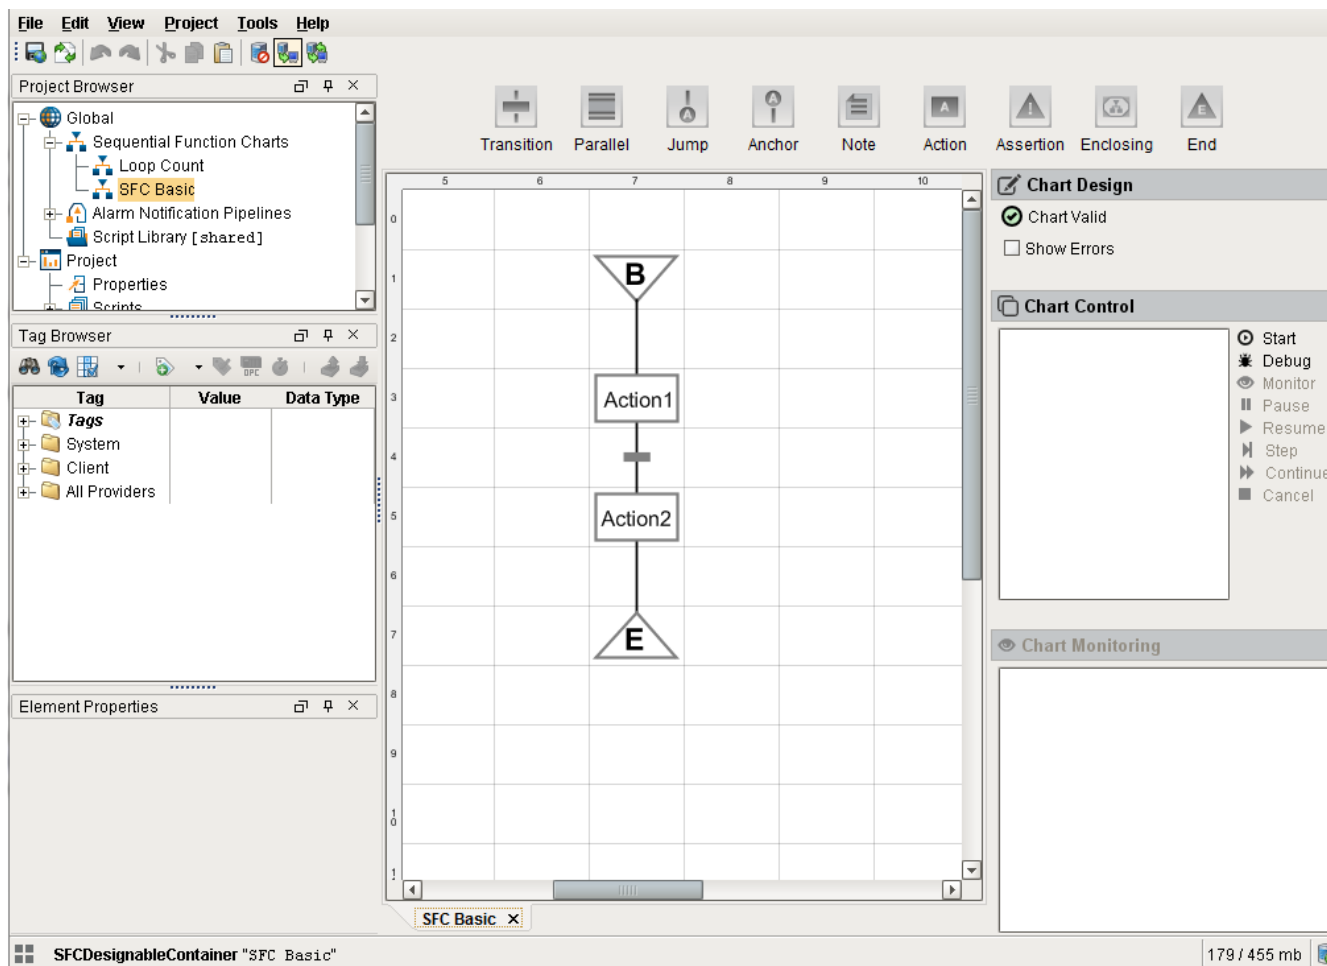 File Edit View Project Tools Help
Project Browser
Global
Sequential Function Charts
Loop Count
SFC Basic
Alarm Notification Pipelines
Script Library [shared]
Project
Properties
Scripts
Tag Browser
OPC
Tag Value Data Type
Tags
System
Client
All Providers
Element Properties
A A A E
Transition Parallel Jump Anchor Note Action Assertion Enclosing End
5 6 7 8 9 10
0
1
2
3
4
5
6
7
8
9
10
1
B
Action1
Action2
E
SFC Basic
Chart Design
Chart Valid
Show Errors
Chart Control
Start
Debug
Monitor
Pause
Resume
Step
Continue
Cancel
Chart Monitoring
SFCDesignableContainer "SFC Basic"
179 / 455 mb